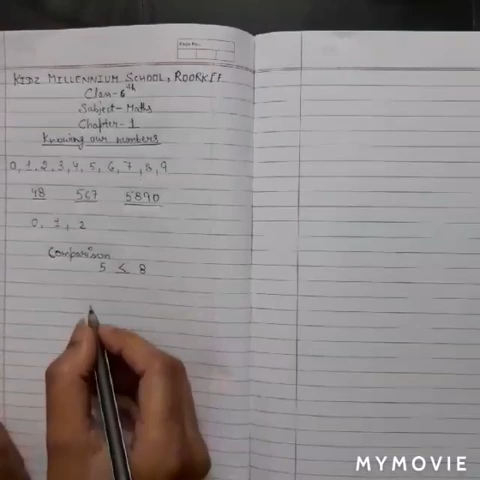 KIDZ MILLENNIUM SCHOOL, ROORKEE
Class-6th
Subject-Maths
Chapter-1
Knowing our numbers
0, 1, 2, 3, 4, 5, 6, 7, 8, 9
48 567 5890
0, 1, 2
Comparison
5 < 8
MYMOVIE